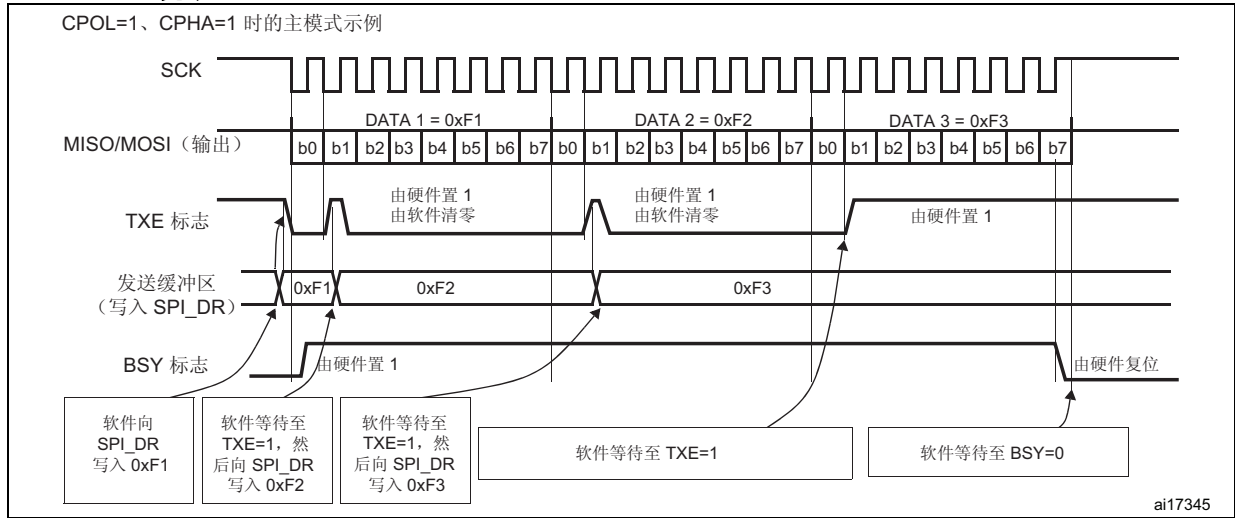 CPOL=1、CPHA=1 时的主模式示例
SCK
DATA 1 = 0xF1 DATA 2 = 0xF2 DATA 3 = 0xF3
MISO/MOSI（输出） b0 b1 b2 b3 b4 b5 b6 b7 b0 b1 b2 b3 b4 b5 b6 b7 b0 b1 b2 b3 b4 b5 b6 b7
TXE 标志
由硬件置 1
由软件清零
由硬件置 1
由软件清零
由硬件置 1
发送缓冲区
（写入 SPI_DR）
0xF1 0xF2 0xF3
BSY 标志 由硬件置 1 由硬件复位
软件向
SPI_DR
写入 0xF1
软件等待至
TXE=1，然
后向 SPI_DR
写入 0xF2
软件等待至
TXE=1，然
后向 SPI_DR
写入 0xF3
软件等待至 TXE=1
软件等待至 BSY=0
ai17345